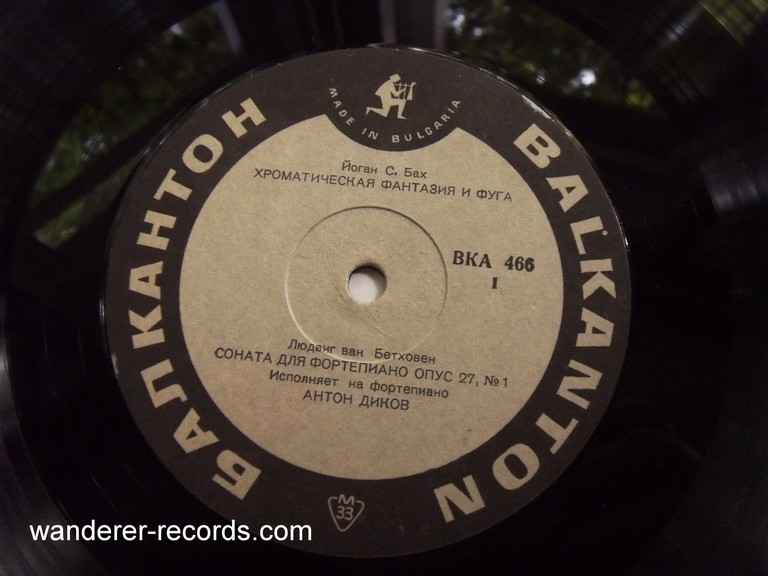 MADE IN BULGARIA
БАЛКАНТОН
BALKANTON
Йоган С. Бах
ХРОМАТИЧЕСКАЯ ФАНТАЗИЯ И ФУГА
ВКА 466
I
Людвиг ван Бетховен
СОНАТА ДЛЯ ФОРТЕПИАНО ОПУС 27, №1
Исполняет на фортепиано
АНТОН ДИКОВ
M
33
wanderer-records.com